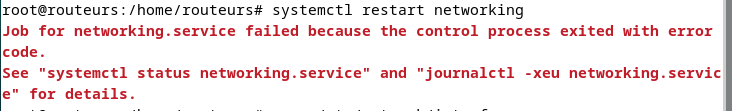 root@routeurs:/home/routeurs# systemctl restart networking
Job for networking.service failed because the control process exited with error
code.
See "systemctl status networking.service" and "journalctl -xeu networking.servic
e" for details.